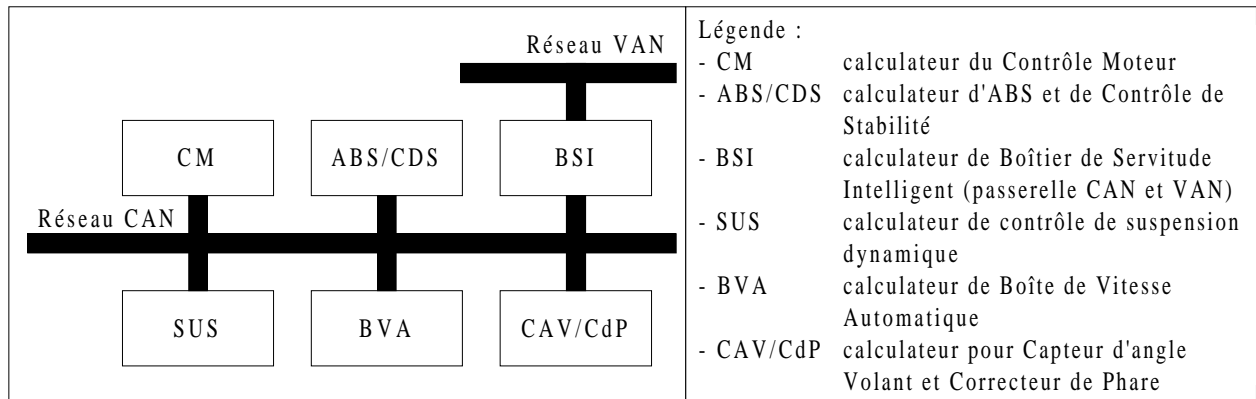 Réseau VAN
CM
ABS/CDS
BSI
Réseau CAN
SUS
BVA
CAV/CdP
Légende :
- CM calculateur du Contrôle Moteur
- ABS/CDS calculateur d'ABS et de Contrôle de
Stabilité
- BSI calculateur de Boîtier de Servitude
Intelligent (passerelle CAN et VAN)
- SUS calculateur de contrôle de suspension
dynamique
- BVA calculateur de Boîte de Vitesse
Automatique
- CAV/CdP calculateur pour Capteur d'angle
Volant et Correcteur de Phare